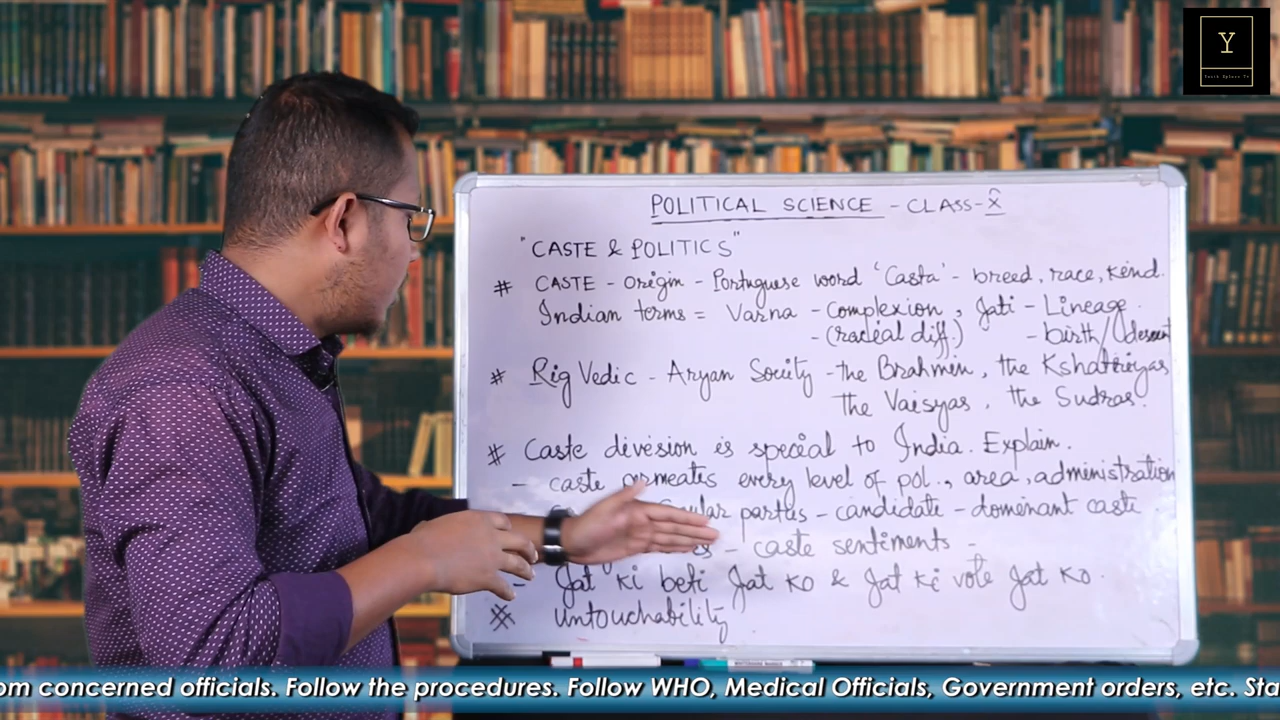 Y
POLITICAL SCIENCE - CLASS-X
"CASTE & POLITICS"
# CASTE - Origin - Portuguese word 'Casta' - breed, race, kind.
Indian terms = Varna - Complexion, Jati - Lineage.
- (racial diff.) - birth/descent
# Rig Vedic - Aryan Society - the Brahmin, the Kshatriyas
the Vaisyas, the Sudras.
# Caste division is special to India. Explain.
- caste permeates every level of pol., area, administration
parties - candidate - dominant caste
- caste sentiments -
- Jat ki beti Jat ko & Jat ki vote Jat ko.
# Untouchability
om concerned officials. Follow the procedures. Follow WHO, Medical Officials, Government orders, etc. Sta